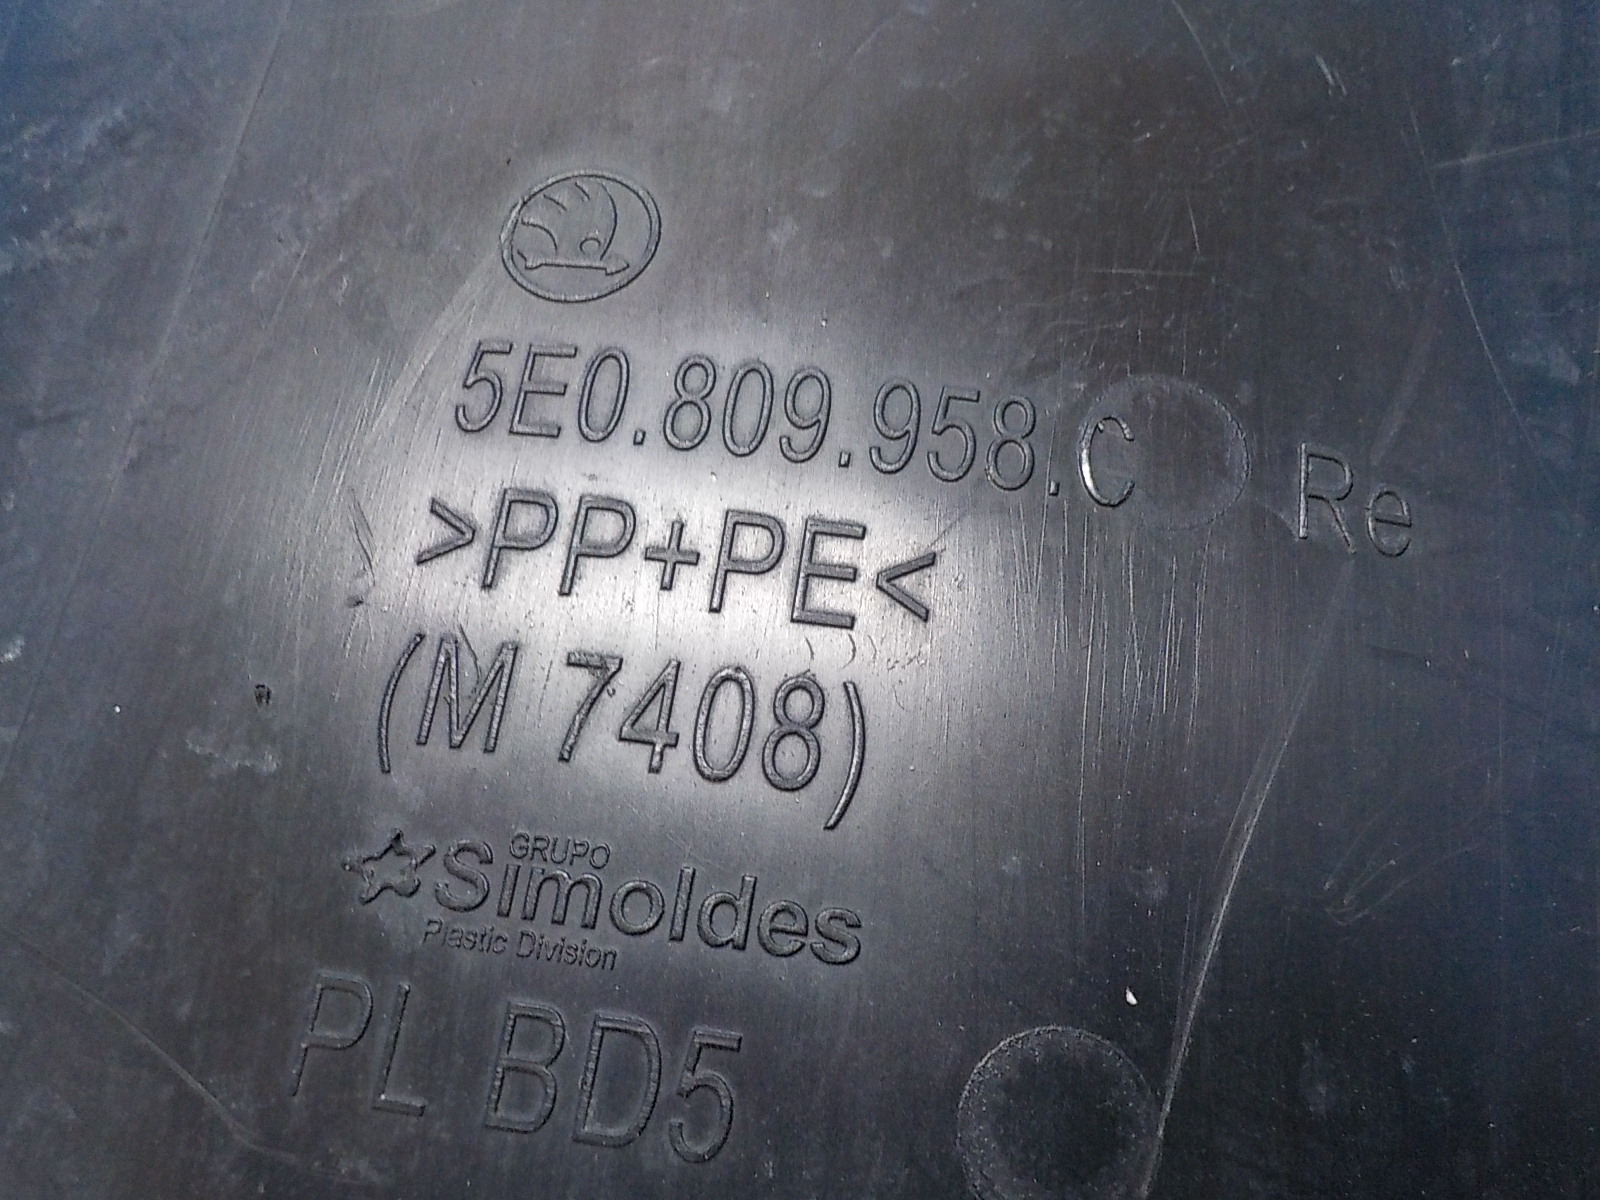 5E0.809.958.C Re
>PP+PE<
(M 7408)
GRUPO
Simoldes
Plastic Division
PL BD5